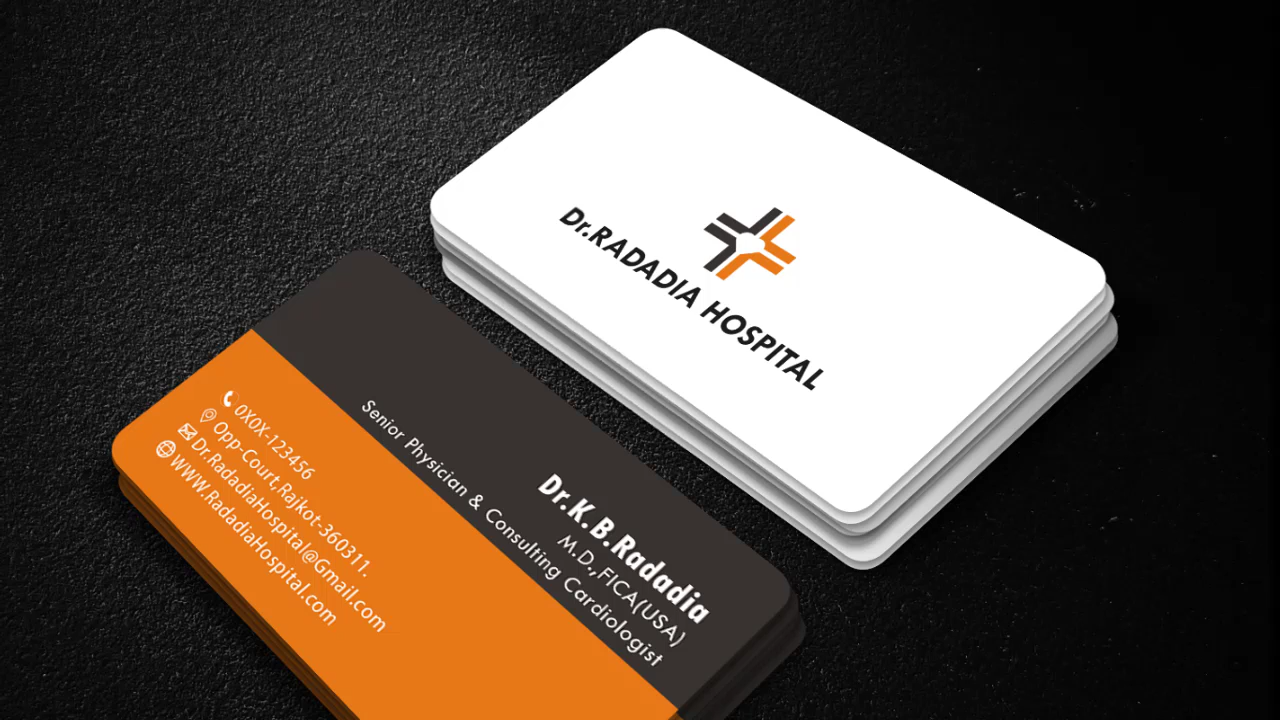 Dr.RADADIA HOSPITAL
Dr.K.B.Radadia
M.D.,FICA(USA)
Senior Physician & Consulting Cardiologist
0X0X-123456
Opp-Court,Rajkot-360311.
Dr.RadadiaHospital@Gmail.com
WWW.RadadiaHospital.com